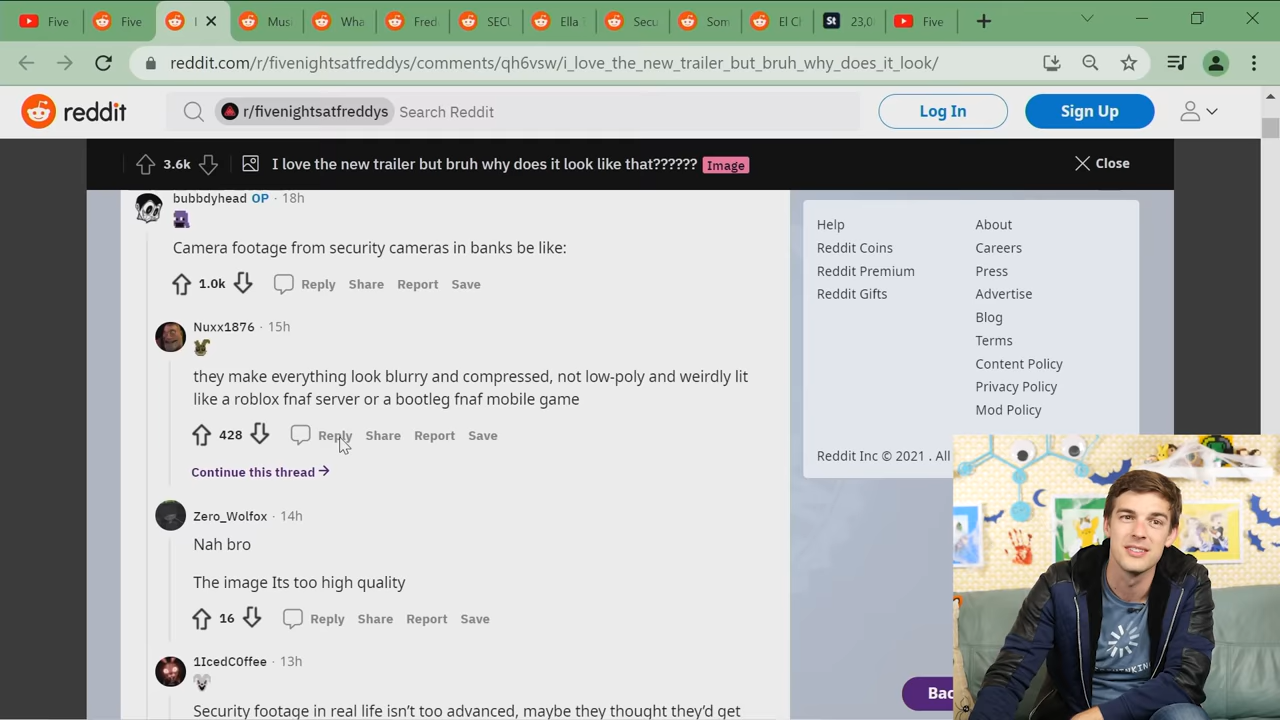 Five
Five
I
Musi
Wha
Fred
SECU
Ella
Secu
Som
El Ch
St
23,0
Five
reddit.com/r/fivenightsatfreddys/comments/qh6vsw/i_love_the_new_trailer_but_bruh_why_does_it_look/
reddit
r/fivenightsatfreddys
Search Reddit
Log In
Sign Up
3.6k
I love the new trailer but bruh why does it look like that??????
Image
Close
bubbdyhead OP · 18h
Camera footage from security cameras in banks be like:
1.0k Reply Share Report Save
Nuxx1876 · 15h
they make everything look blurry and compressed, not low-poly and weirdly lit
like a roblox fnaf server or a bootleg fnaf mobile game
428 Reply Share Report Save
Continue this thread
Zero_Wolfox · 14h
Nah bro
The image Its too high quality
16 Reply Share Report Save
1IcedC0ffee · 13h
Security footage in real life isn't too advanced, maybe they thought they'd get
Help
Reddit Coins
Reddit Premium
Reddit Gifts
About
Careers
Press
Advertise
Blog
Terms
Content Policy
Privacy Policy
Mod Policy
Reddit Inc © 2021 . All
Bac